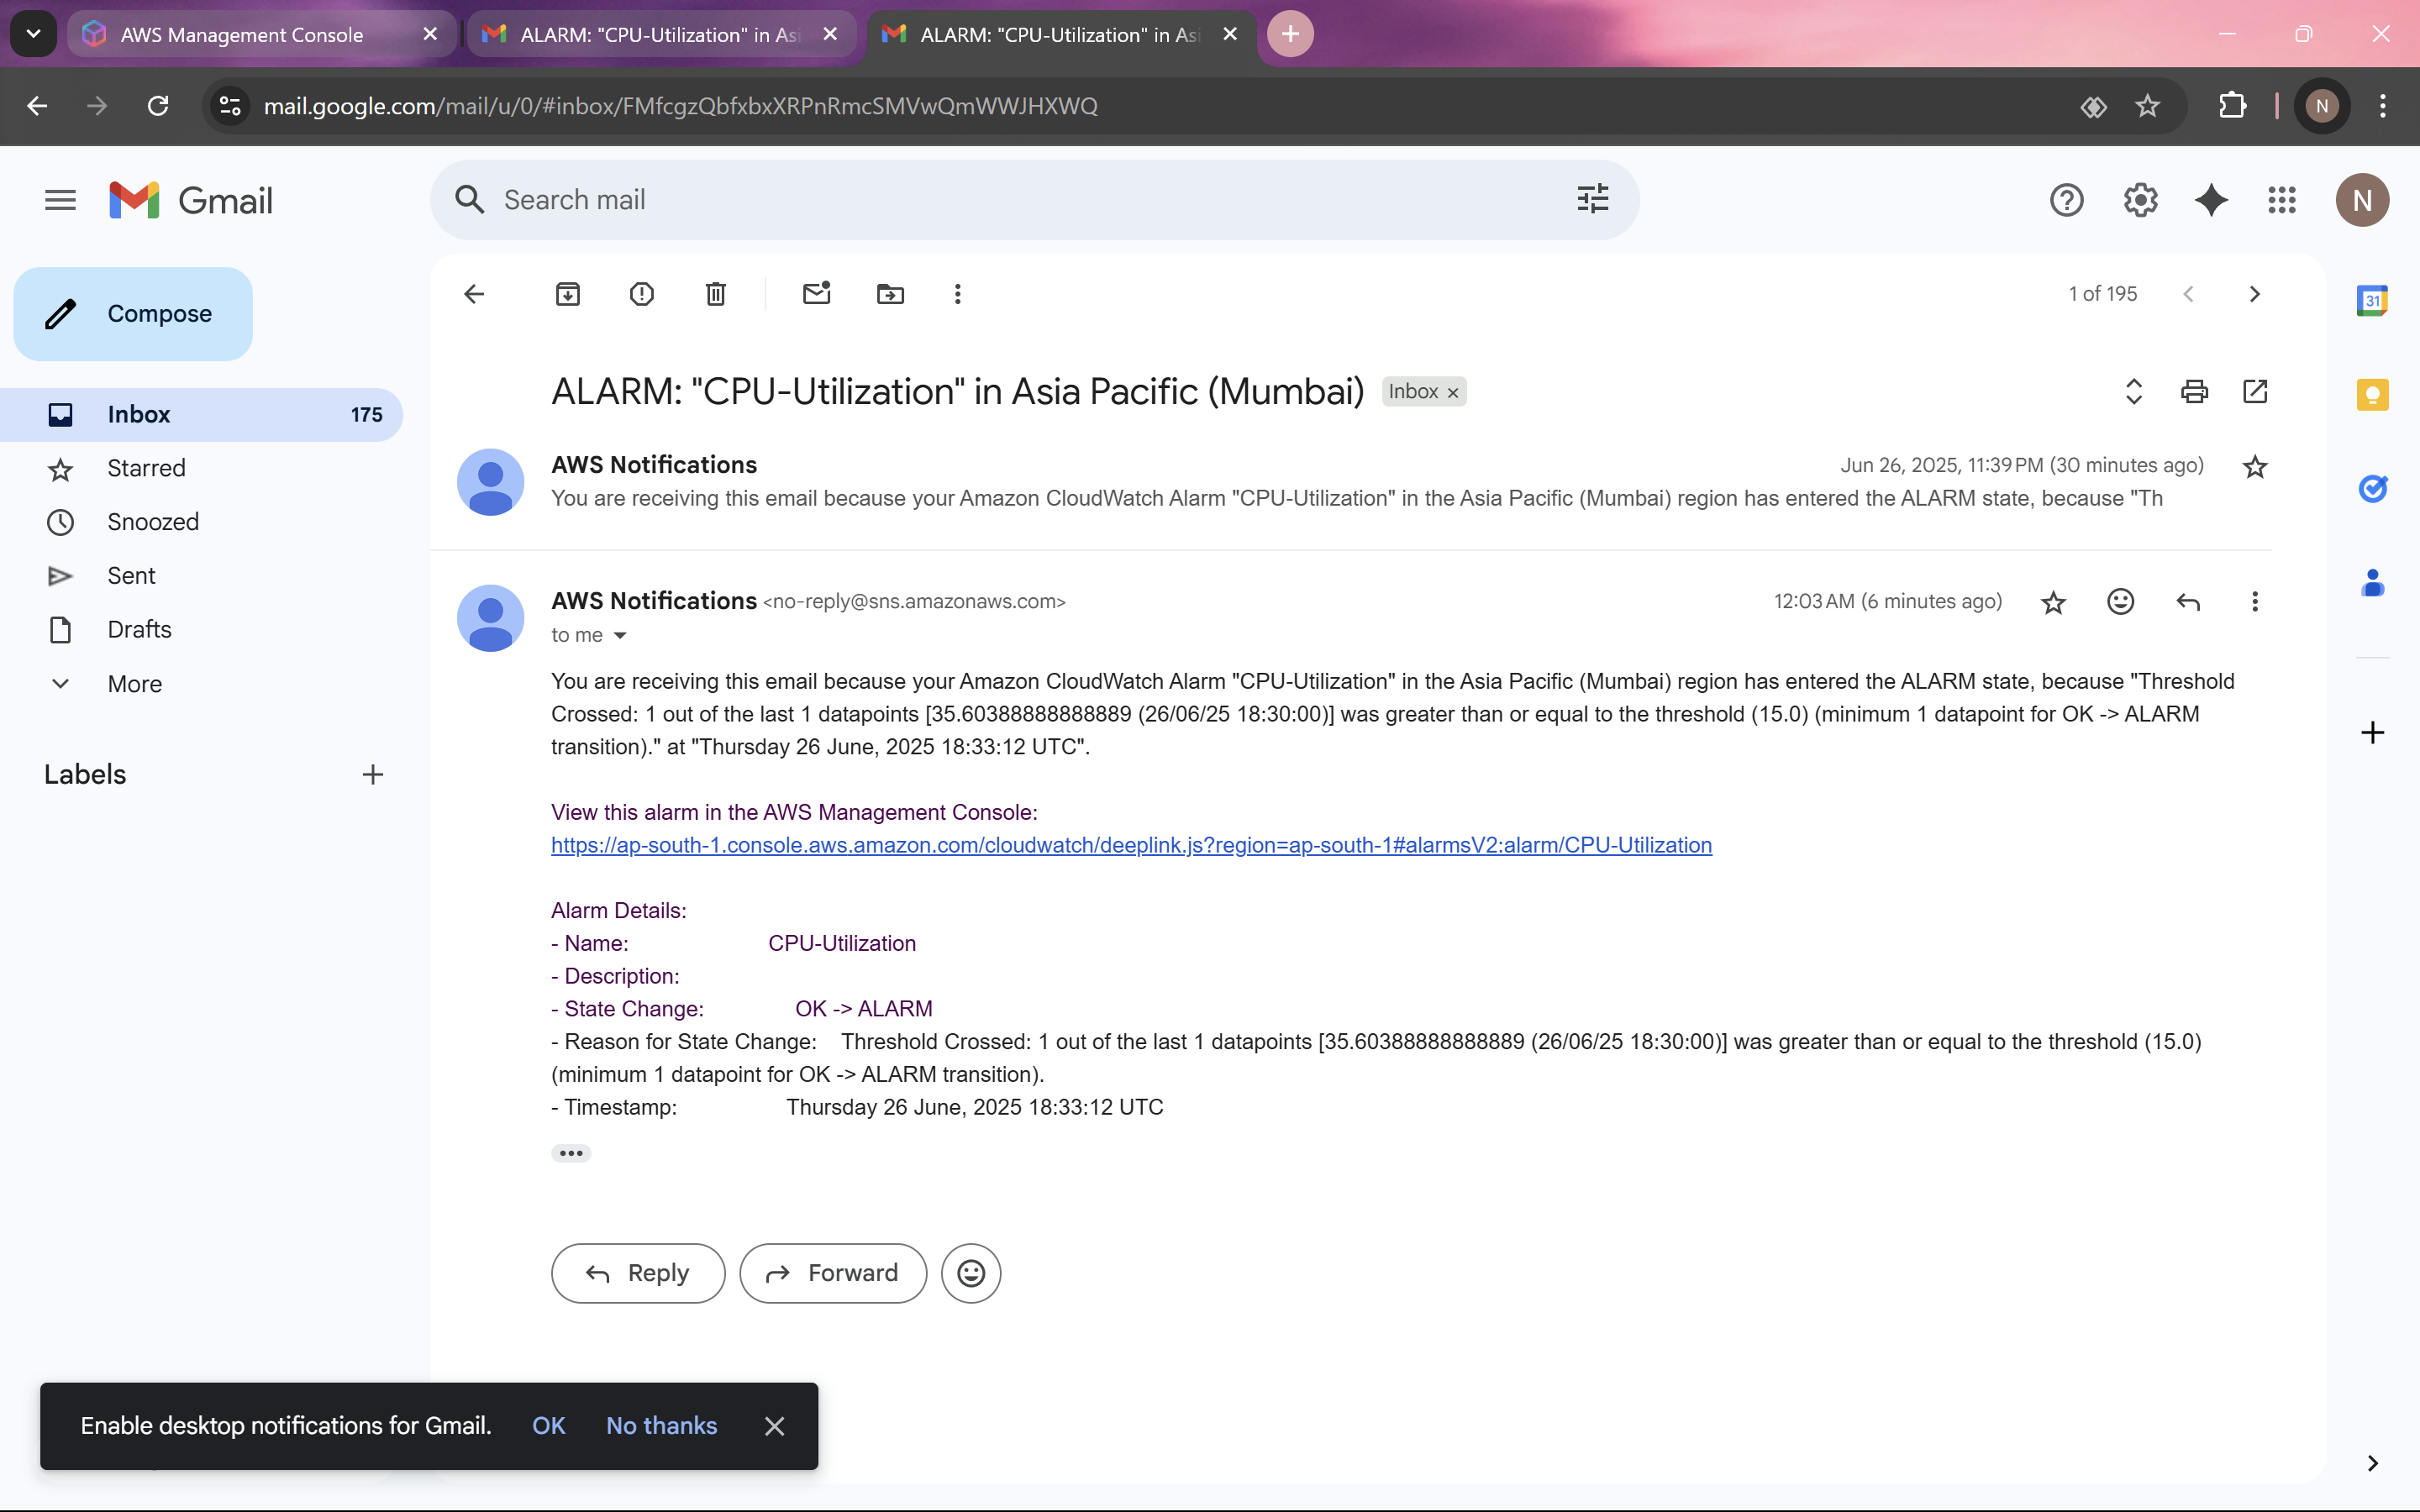 AWS Management Console
ALARM: "CPU-Utilization" in As
ALARM: "CPU-Utilization" in Asi
mail.google.com/mail/u/0/#inbox/FMfcgzQbfxbxXRPnRmcSMVwQmWWJHXWQ
N
Gmail
Search mail
N
Compose
1 of 195
31
ALARM: "CPU-Utilization" in Asia Pacific (Mumbai) Inbox
Inbox 175
Starred
Snoozed
Sent
Drafts
More
Labels
AWS Notifications
Jun 26, 2025, 11:39 PM (30 minutes ago)
You are receiving this email because your Amazon CloudWatch Alarm "CPU-Utilization" in the Asia Pacific (Mumbai) region has entered the ALARM state, because "Th
AWS Notifications <no-reply@sns.amazonaws.com>
12:03 AM (6 minutes ago)
to me
You are receiving this email because your Amazon CloudWatch Alarm "CPU-Utilization" in the Asia Pacific (Mumbai) region has entered the ALARM state, because "Threshold
Crossed: 1 out of the last 1 datapoints [35.60388888888889 (26/06/25 18:30:00)] was greater than or equal to the threshold (15.0) (minimum 1 datapoint for OK -> ALARM
transition)." at "Thursday 26 June, 2025 18:33:12 UTC".
View this alarm in the AWS Management Console:
https://ap-south-1.console.aws.amazon.com/cloudwatch/deeplink.js?region=ap-south-1#alarmsV2:alarm/CPU-Utilization
Alarm Details:
- Name: CPU-Utilization
- Description:
- State Change: OK -> ALARM
- Reason for State Change: Threshold Crossed: 1 out of the last 1 datapoints [35.60388888888889 (26/06/25 18:30:00)] was greater than or equal to the threshold (15.0)
(minimum 1 datapoint for OK -> ALARM transition).
- Timestamp: Thursday 26 June, 2025 18:33:12 UTC
Reply
Forward
Enable desktop notifications for Gmail. OK No thanks